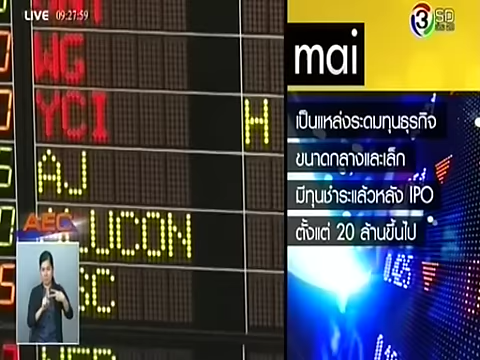 LIVE 09:27:59
3 SD
mai
WG
YCI
H
เป็นแหล่งระดมทุนธุรกิจ
ขนาดกลางและเล็ก
AJ
มีทุนชำระแล้วหลัง IPO
ตั้งแต่ 20 ล้านขึ้นไป
AEC
LUCON